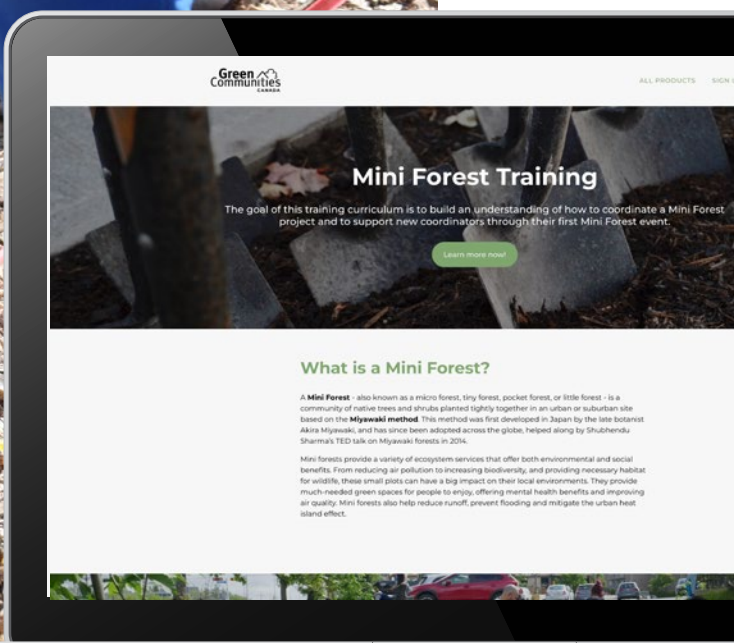 Green
Communities
CANADA
ALL PRODUCTS SIGN
Mini Forest Training
The goal of this training curriculum is to build an understanding of how to coordinate a Mini Forest
project and to support new coordinators through their first Mini Forest event.
Learn more now!
What is a Mini Forest?
A Mini Forest - also known as a micro forest, tiny forest, pocket forest, or little forest - is a
community of native trees and shrubs planted tightly together in an urban or suburban site
based on the Miyawaki method. This method was first developed in Japan by the late botanist
Akira Miyawaki, and has since been adopted across the globe, helped along by Shubhendu
Sharma's TED talk on Miyawaki forests in 2014.
Mini forests provide a variety of ecosystem services that offer both environmental and social
benefits. From reducing air pollution to increasing biodiversity, and providing necessary habitat
for wildlife, these small plots can have a big impact on their local environments. They provide
much-needed green spaces for people to enjoy, offering mental health benefits and improving
air quality. Mini forests also help reduce runoff, prevent flooding and mitigate the urban heat
island effect.